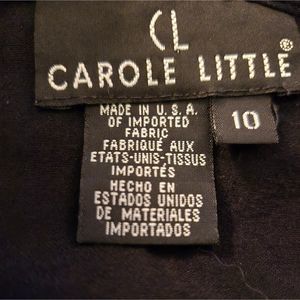 CL
CAROLE LITTLE®
10
MADE IN U.S.A.
OF IMPORTED
FABRIC
FABRIQUÉ AUX
ETATS-UNIS-TISSUS
IMPORTÉS
HECHO EN
ESTADOS UNIDOS
DE MATERIALES
IMPORTADOS